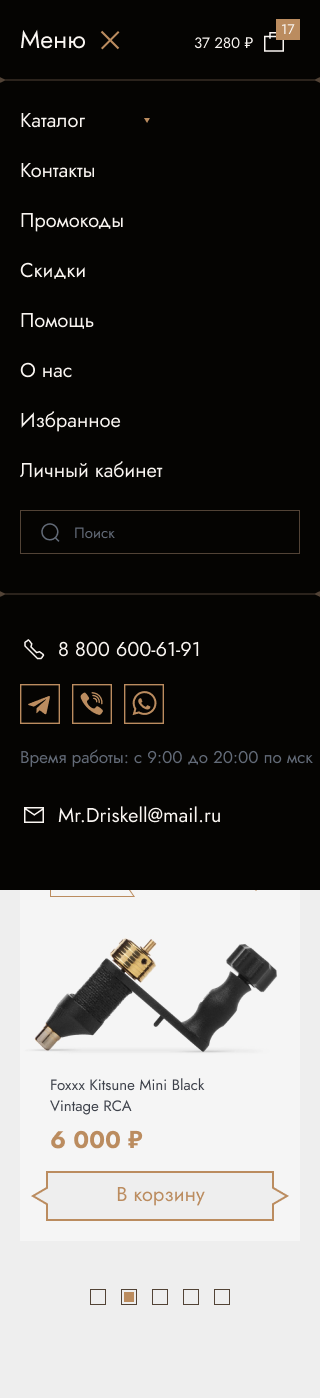 Меню
17
37 280 ₽
Каталог
Контакты
Промокоды
Скидки
Помощь
О нас
Избранное
Личный кабинет
Поиск
8 800 600-61-91
Время работы: с 9:00 до 20:00 по мск
Mr.Driskell@mail.ru
Foxxx Kitsune Mini Black
Vintage RCA
6 000 ₽
В корзину